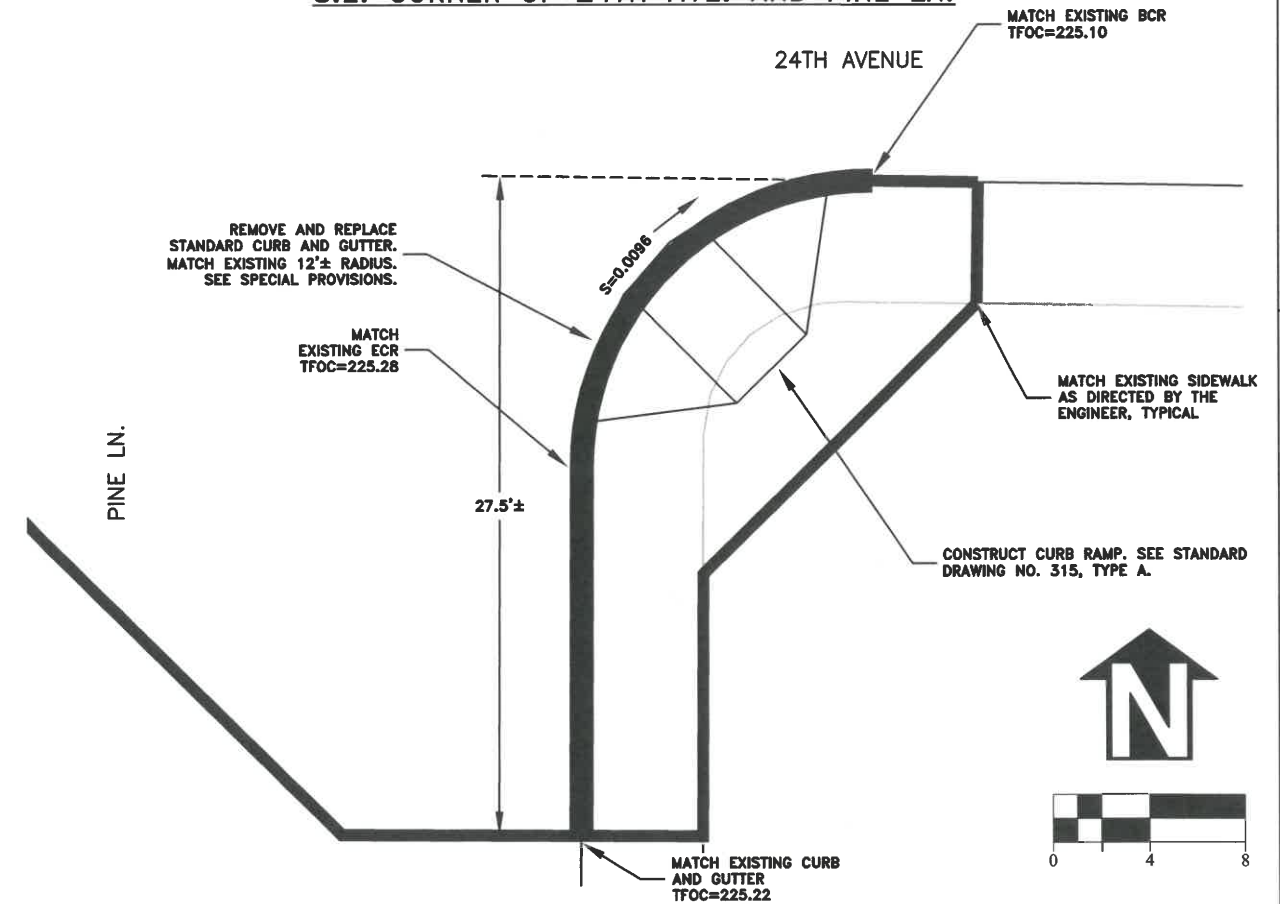 MATCH EXISTING BCR
TFOC=225.10
24TH AVENUE
REMOVE AND REPLACE
STANDARD CURB AND GUTTER.
MATCH EXISTING 12'± RADIUS.
SEE SPECIAL PROVISIONS.
S=0.0096
MATCH
EXISTING ECR
TFOC=225.28
MATCH EXISTING SIDEWALK
AS DIRECTED BY THE
ENGINEER, TYPICAL
PINE LN.
27.5'±
CONSTRUCT CURB RAMP. SEE STANDARD
DRAWING NO. 315, TYPE A.
N
0 4 8
MATCH EXISTING CURB
AND GUTTER
TFOC=225.22